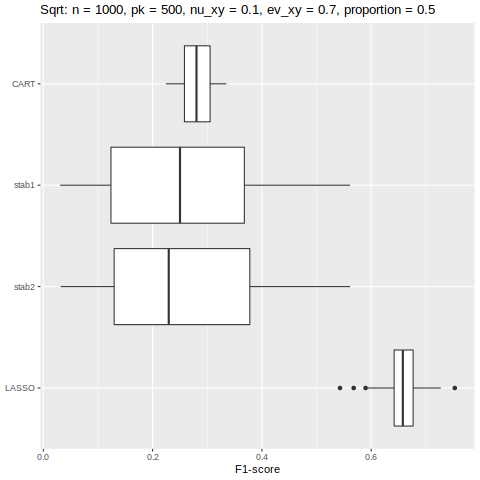 Sqrt: n = 1000, pk = 500, nu_xy = 0.1, ev_xy = 0.7, proportion = 0.5
CART
stab1
stab2
LASSO
0.0 0.2 0.4 0.6
F1-score